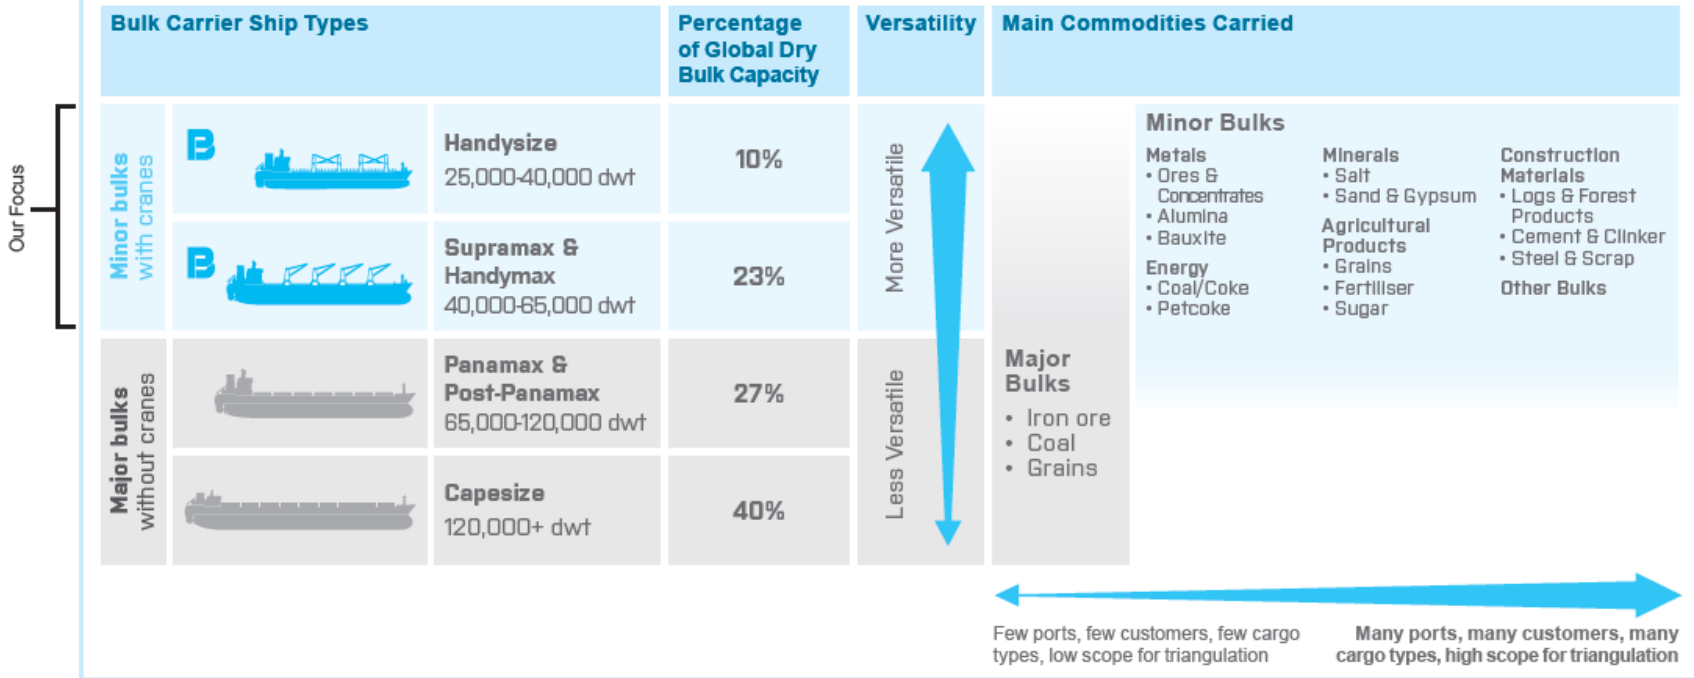 Bulk Carrier Ship Types
Percentage
of Global Dry
Bulk Capacity
Versatility
Main Commodities Carried
Our Focus
Minor bulks
with cranes
B
Handysize
25,000-40,000 dwt
10%
B
Supramax &
Handymax
40,000-65,000 dwt
23%
Major bulks
without cranes
Panamax &
Post-Panamax
65,000-120,000 dwt
27%
Capesize
120,000+ dwt
40%
More Versatile
Less Versatile
Major
Bulks
• Iron ore
• Coal
• Grains
Minor Bulks
Metals
• Ores &
Concentrates
• Alumina
• Bauxite
Energy
• Coal/Coke
• Petcoke
Minerals
• Salt
• Sand & Gypsum
Agricultural
Products
• Grains
• Fertiliser
• Sugar
Construction
Materials
• Logs & Forest
Products
• Cement & Clinker
• Steel & Scrap
Other Bulks
Few ports, few customers, few cargo
types, low scope for triangulation
Many ports, many customers, many
cargo types, high scope for triangulation